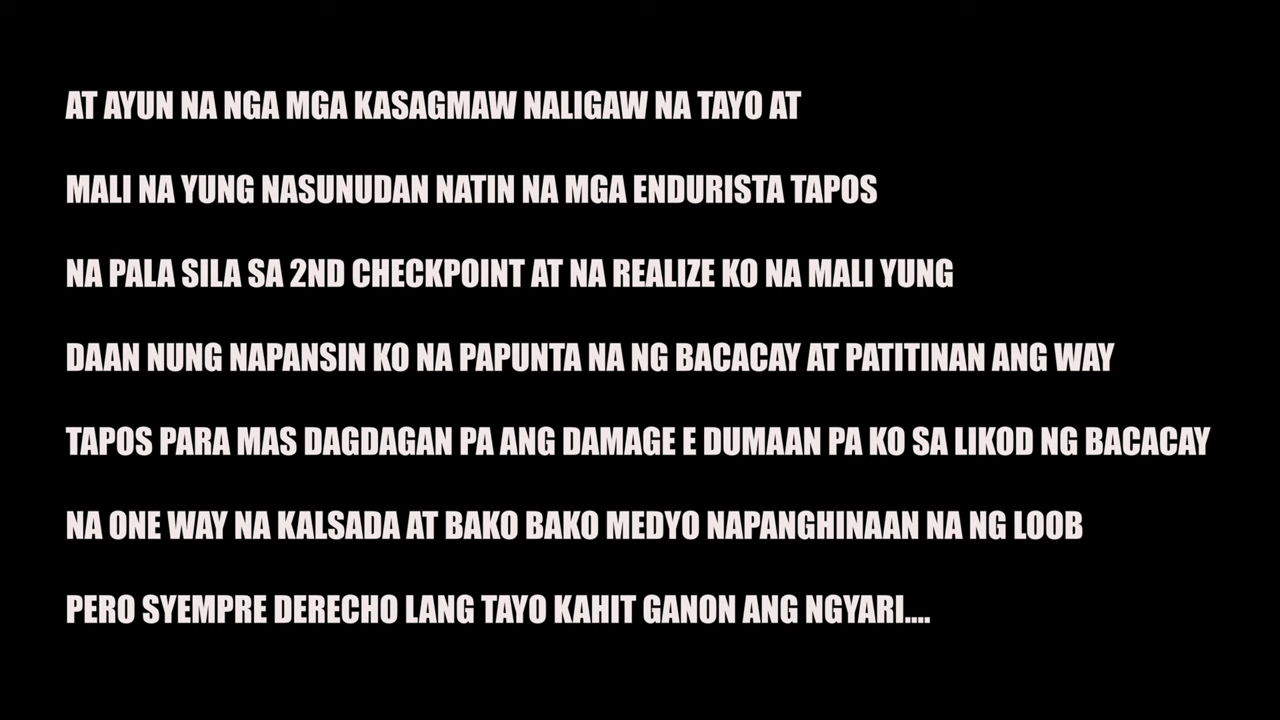 AT AYUN NA NGA MGA KASAGMAW NALIGAW NA TAYO AT
MALI NA YUNG NASUNUDAN NATIN NA MGA ENDURISTA TAPOS
NA PALA SILA SA 2ND CHECKPOINT AT NA REALIZE KO NA MALI YUNG
DAAN NUNG NAPANSIN KO NA PAPUNTA NA NG BACACAY AT PATITINAN ANG WAY
TAPOS PARA MAS DAGDAGAN PA ANG DAMAGE E DUMAAN PA KO SA LIKOD NG BACACAY
NA ONE WAY NA KALSADA AT BAKO BAKO MEDYO NAPANGHINAAN NA NG LOOB
PERO SYEMPRE DERECHO LANG TAYO KAHIT GANON ANG NGYARI....